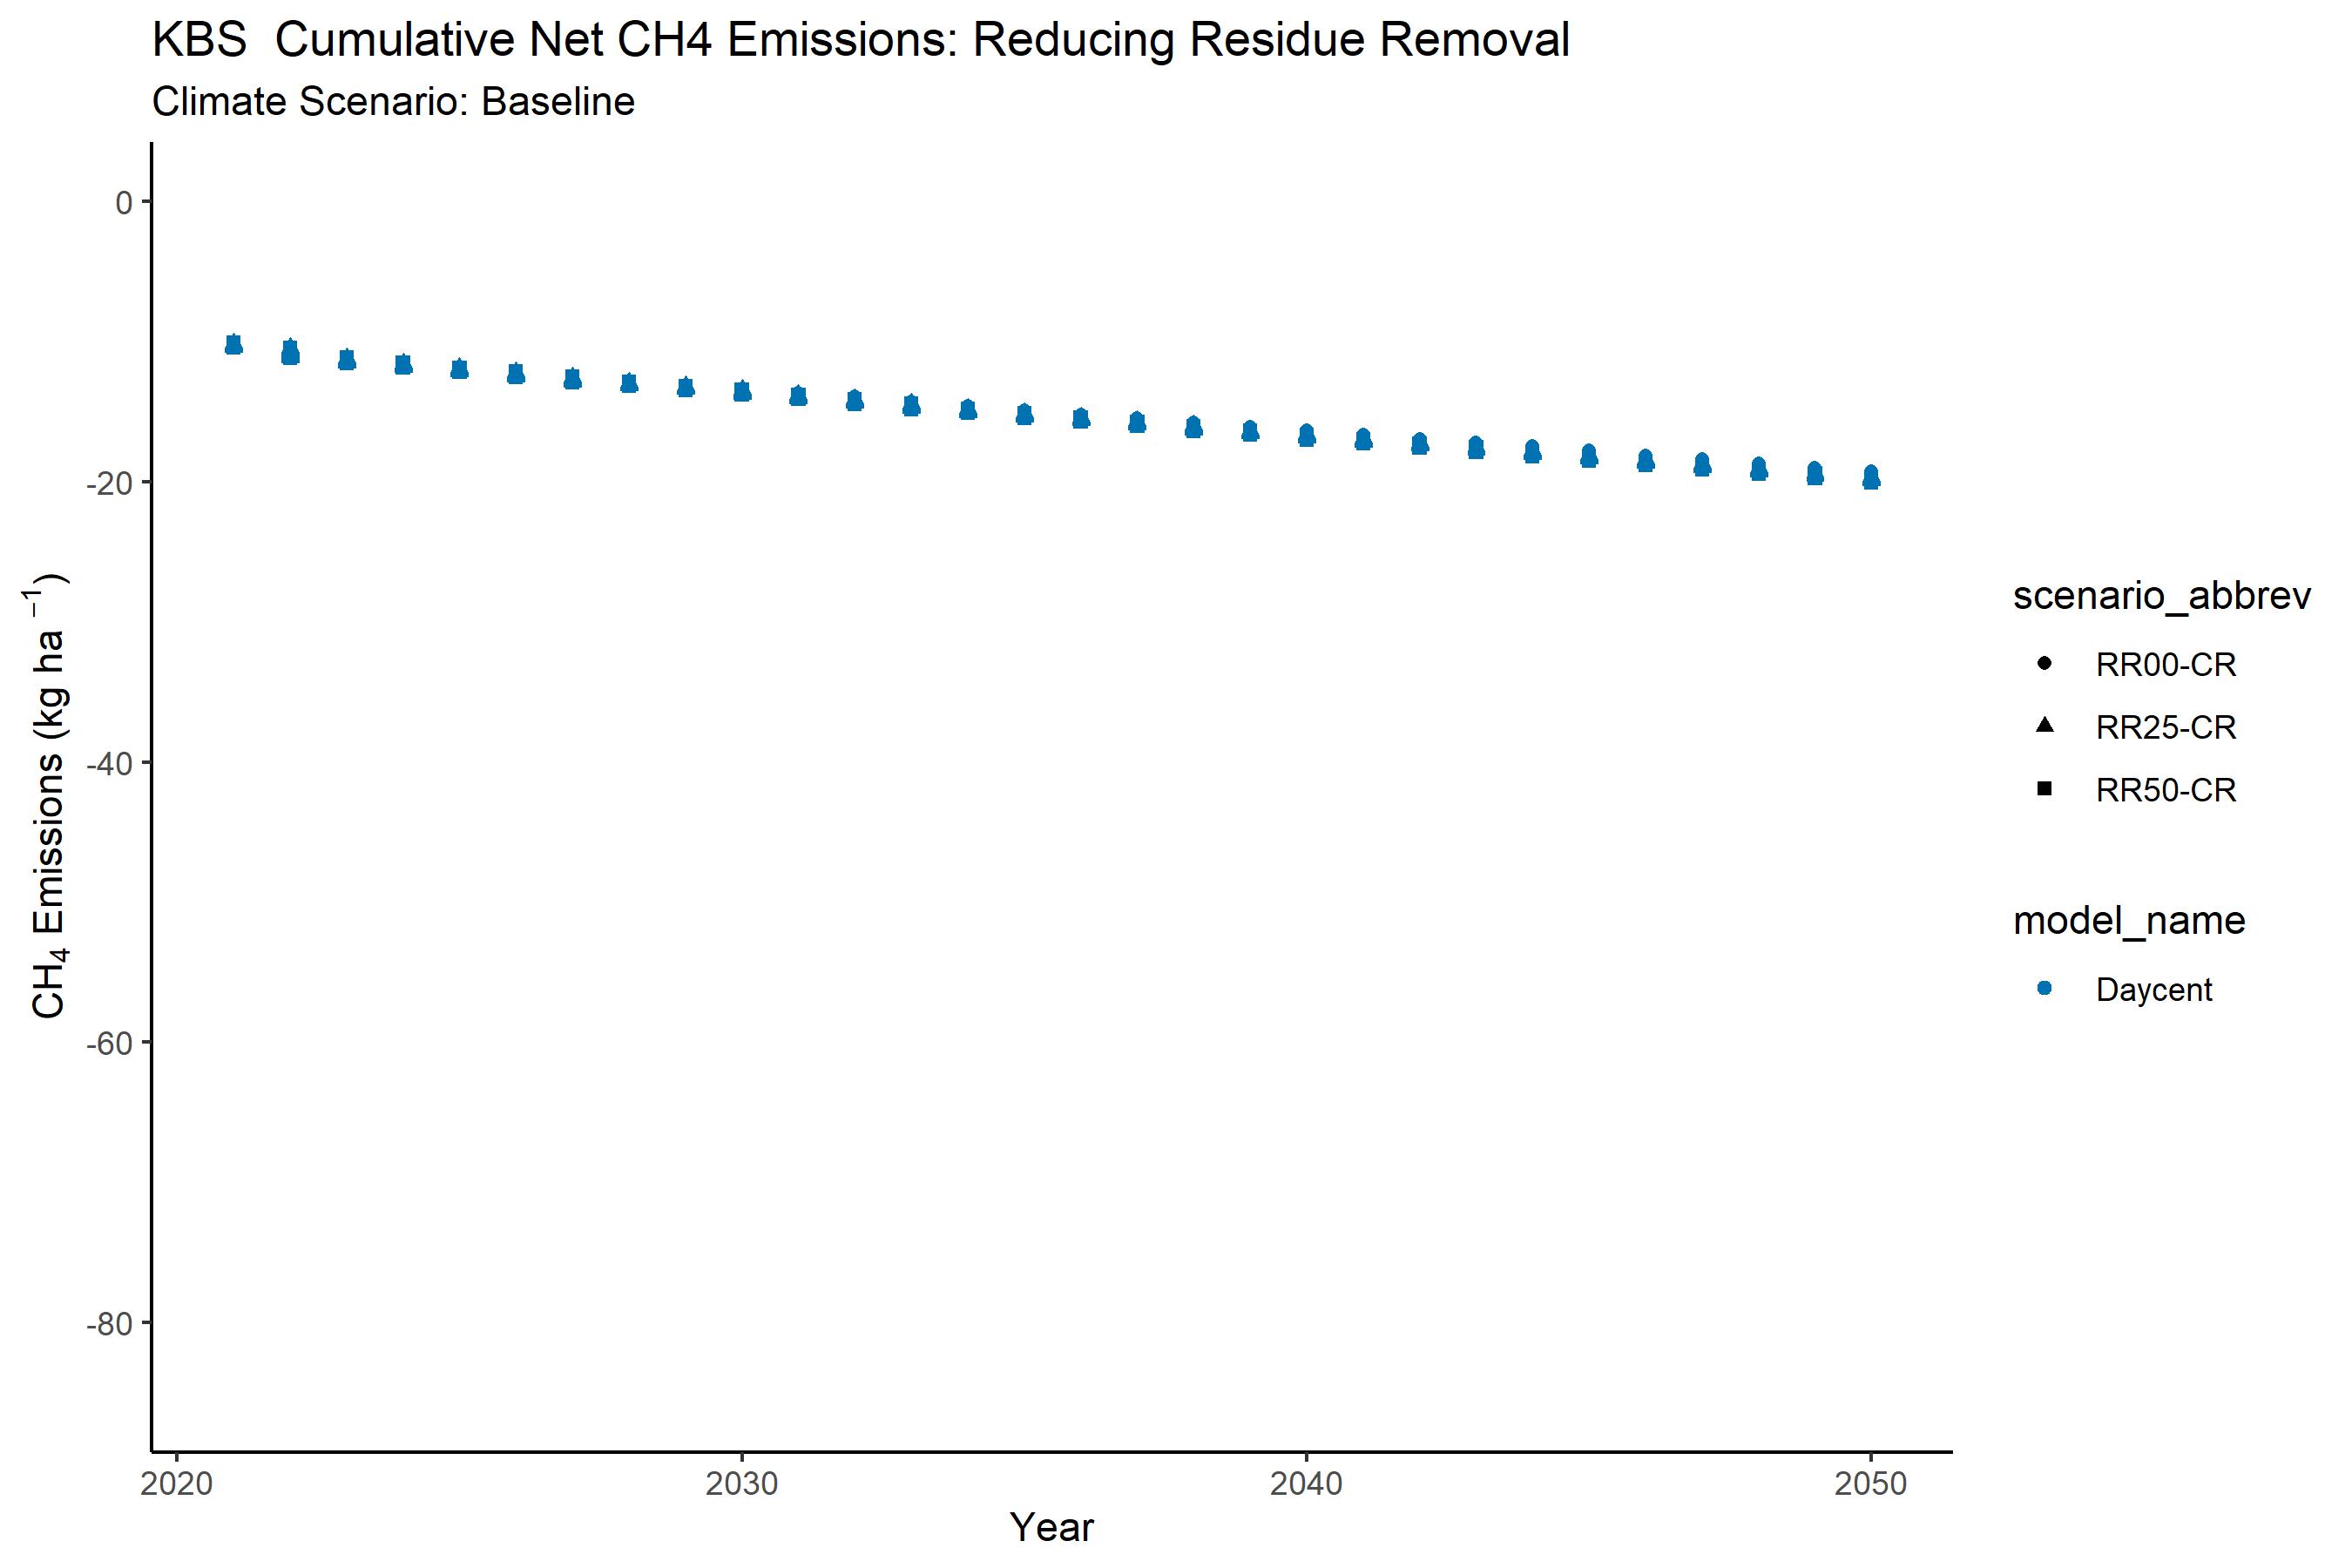 KBS  Cumulative Net CH4 Emissions: Reducing Residue Removal
Climate Scenario: Baseline
0
-20
-40
-60
-80
CH₄ Emissions (kg ha ⁻¹)
2020 2030 2040 2050
Year
scenario_abbrev
RR00-CR
RR25-CR
RR50-CR
model_name
Daycent